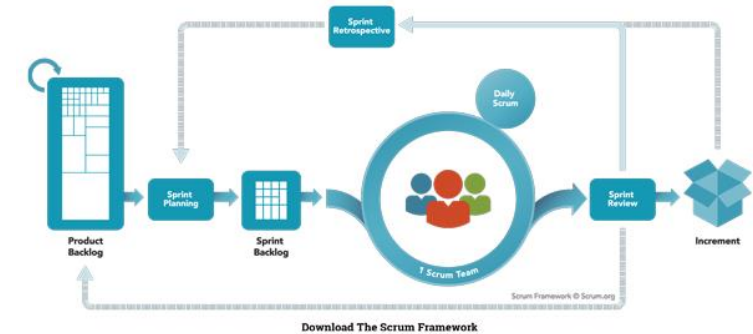 Sprint
Retrospective
Daily
Scrum
Sprint
Planning
Sprint
Review
Product
Backlog
Sprint
Backlog
1 Scrum Team
Increment
Scrum Framework © Scrum.org
Download The Scrum Framework